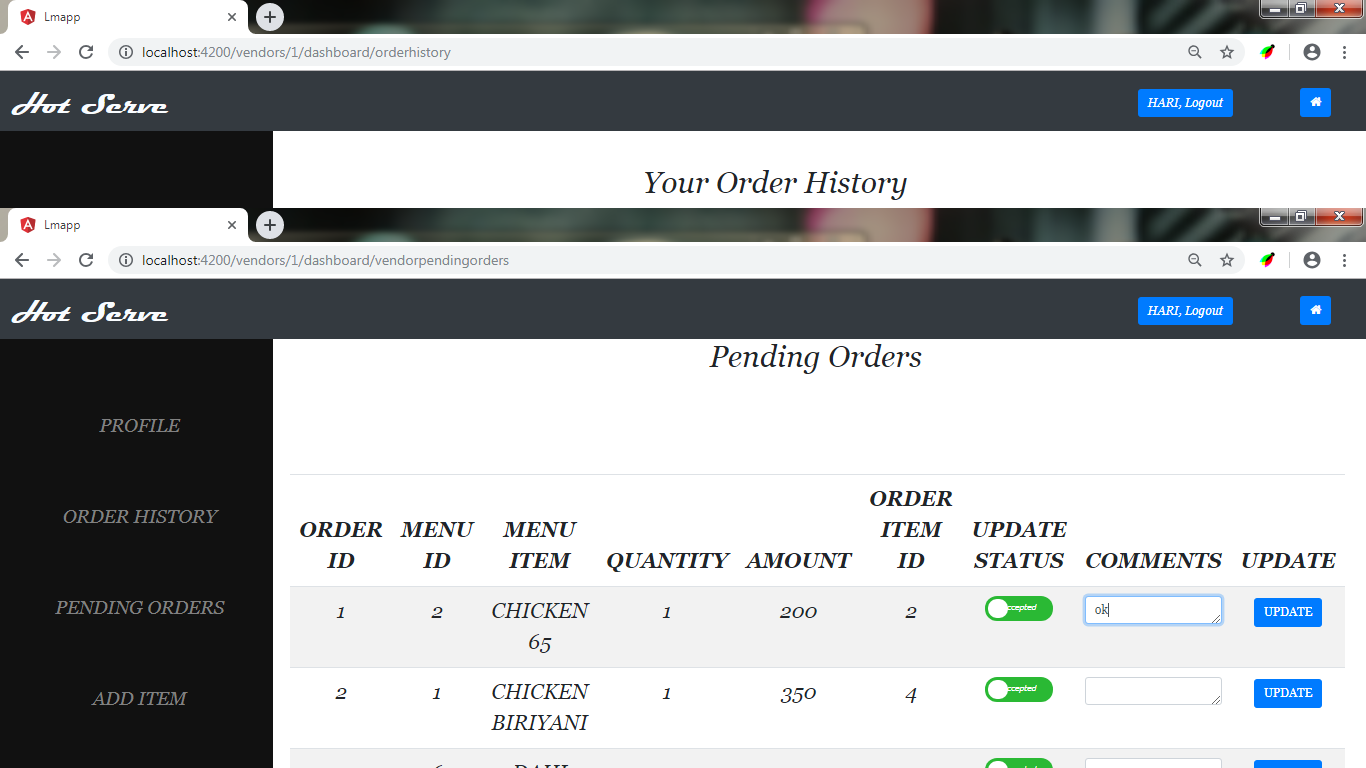 Lmapp
localhost:4200/vendors/1/dashboard/orderhistory
Hot Serve
HARI, Logout
Your Order History
Lmapp
localhost:4200/vendors/1/dashboard/vendorpendingorders
Hot Serve
HARI, Logout
Pending Orders
PROFILE
ORDER HISTORY
PENDING ORDERS
ADD ITEM
ORDER ID MENU ID MENU ITEM QUANTITY AMOUNT ORDER ITEM ID UPDATE STATUS COMMENTS UPDATE
1 2 CHICKEN 65 1 200 2 ccepted ok UPDATE
2 1 CHICKEN BIRIYANI 1 350 4 ccepted UPDATE